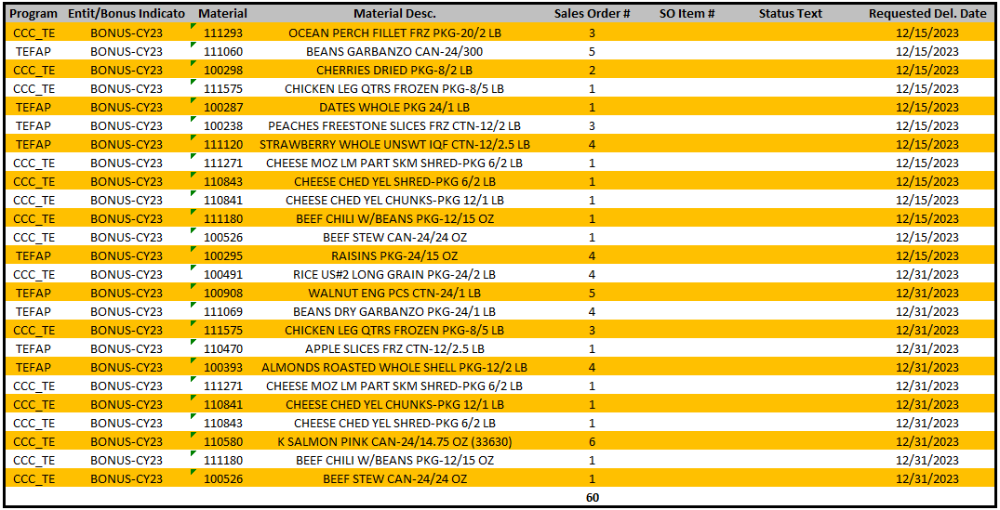 Program Entit/Bonus Indicato Material Material Desc. Sales Order # SO Item # Status Text Requested Del. Date
CCC_TE BONUS-CY23 111293 OCEAN PERCH FILLET FRZ PKG-20/2 LB 3 12/15/2023
TEFAP BONUS-CY23 111060 BEANS GARBANZO CAN-24/300 5 12/15/2023
CCC_TE BONUS-CY23 100298 CHERRIES DRIED PKG-8/2 LB 2 12/15/2023
CCC_TE BONUS-CY23 111575 CHICKEN LEG QTRS FROZEN PKG-8/5 LB 1 12/15/2023
TEFAP BONUS-CY23 100287 DATES WHOLE PKG 24/1 LB 1 12/15/2023
TEFAP BONUS-CY23 100238 PEACHES FREESTONE SLICES FRZ CTN-12/2 LB 3 12/15/2023
TEFAP BONUS-CY23 111120 STRAWBERRY WHOLE UNSWT IQF CTN-12/2.5 LB 4 12/15/2023
CCC_TE BONUS-CY23 111271 CHEESE MOZ LM PART SKM SHRED-PKG 6/2 LB 1 12/15/2023
CCC_TE BONUS-CY23 110843 CHEESE CHED YEL SHRED-PKG 6/2 LB 1 12/15/2023
CCC_TE BONUS-CY23 110841 CHEESE CHED YEL CHUNKS-PKG 12/1 LB 1 12/15/2023
CCC_TE BONUS-CY23 111180 BEEF CHILI W/BEANS PKG-12/15 OZ 1 12/15/2023
CCC_TE BONUS-CY23 100526 BEEF STEW CAN-24/24 OZ 1 12/15/2023
TEFAP BONUS-CY23 100295 RAISINS PKG-24/15 OZ 4 12/15/2023
CCC_TE BONUS-CY23 100491 RICE US#2 LONG GRAIN PKG-24/2 LB 4 12/31/2023
TEFAP BONUS-CY23 100908 WALNUT ENG PCS CTN-24/1 LB 5 12/31/2023
TEFAP BONUS-CY23 111069 BEANS DRY GARBANZO PKG-24/1 LB 4 12/31/2023
CCC_TE BONUS-CY23 111575 CHICKEN LEG QTRS FROZEN PKG-8/5 LB 3 12/31/2023
TEFAP BONUS-CY23 110470 APPLE SLICES FRZ CTN-12/2.5 LB 1 12/31/2023
TEFAP BONUS-CY23 100393 ALMONDS ROASTED WHOLE SHELL PKG-12/2 LB 4 12/31/2023
CCC_TE BONUS-CY23 111271 CHEESE MOZ LM PART SKM SHRED-PKG 6/2 LB 1 12/31/2023
CCC_TE BONUS-CY23 110841 CHEESE CHED YEL CHUNKS-PKG 12/1 LB 1 12/31/2023
CCC_TE BONUS-CY23 110843 CHEESE CHED YEL SHRED-PKG 6/2 LB 1 12/31/2023
CCC_TE BONUS-CY23 110580 K SALMON PINK CAN-24/14.75 OZ (33630) 6 12/31/2023
CCC_TE BONUS-CY23 111180 BEEF CHILI W/BEANS PKG-12/15 OZ 1 12/31/2023
CCC_TE BONUS-CY23 100526 BEEF STEW CAN-24/24 OZ 1 12/31/2023
60